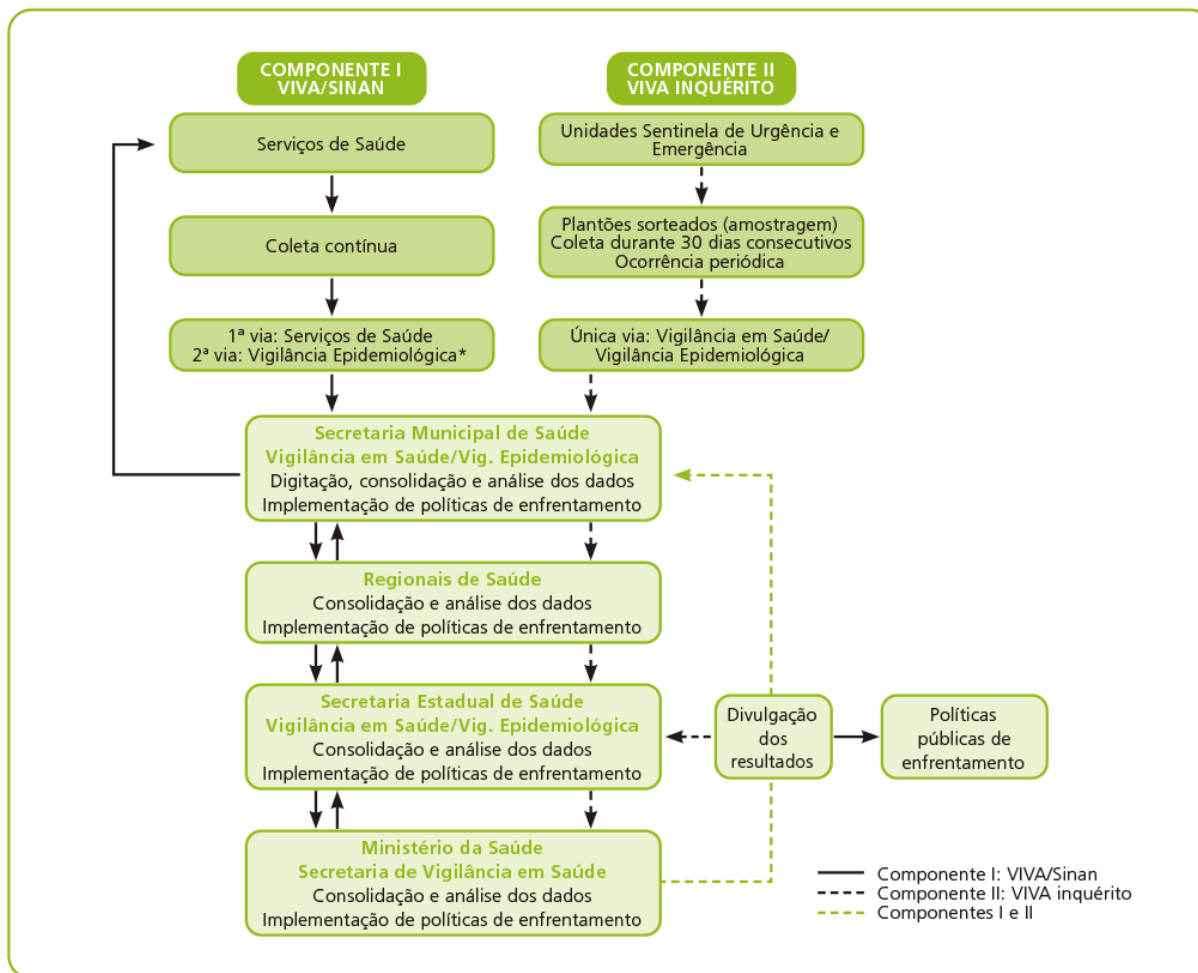 COMPONENTE I
VIVA/SINAN
COMPONENTE II
VIVA INQUÉRITO
Serviços de Saúde
Unidades Sentinela de Urgência e
Emergência
Coleta contínua
Plantões sorteados (amostragem)
Coleta durante 30 dias consecutivos
Ocorrência periódica
1ª via: Serviços de Saúde
2ª via: Vigilância Epidemiológica*
Única via: Vigilância em Saúde/
Vigilância Epidemiológica
Secretaria Municipal de Saúde
Vigilância em Saúde/Vig. Epidemiológica
Digitação, consolidação e análise dos dados
Implementação de políticas de enfrentamento
Regionais de Saúde
Consolidação e análise dos dados
Implementação de políticas de enfrentamento
Secretaria Estadual de Saúde
Vigilância em Saúde/Vig. Epidemiológica
Consolidação e análise dos dados
Implementação de políticas de enfrentamento
Divulgação
dos
resultados
Políticas
públicas de
enfrentamento
Ministério da Saúde
Secretaria de Vigilância em Saúde
Consolidação e análise dos dados
Implementação de políticas de enfrentamento
Componente I: VIVA/Sinan
Componente II: VIVA inquérito
Componentes I e II